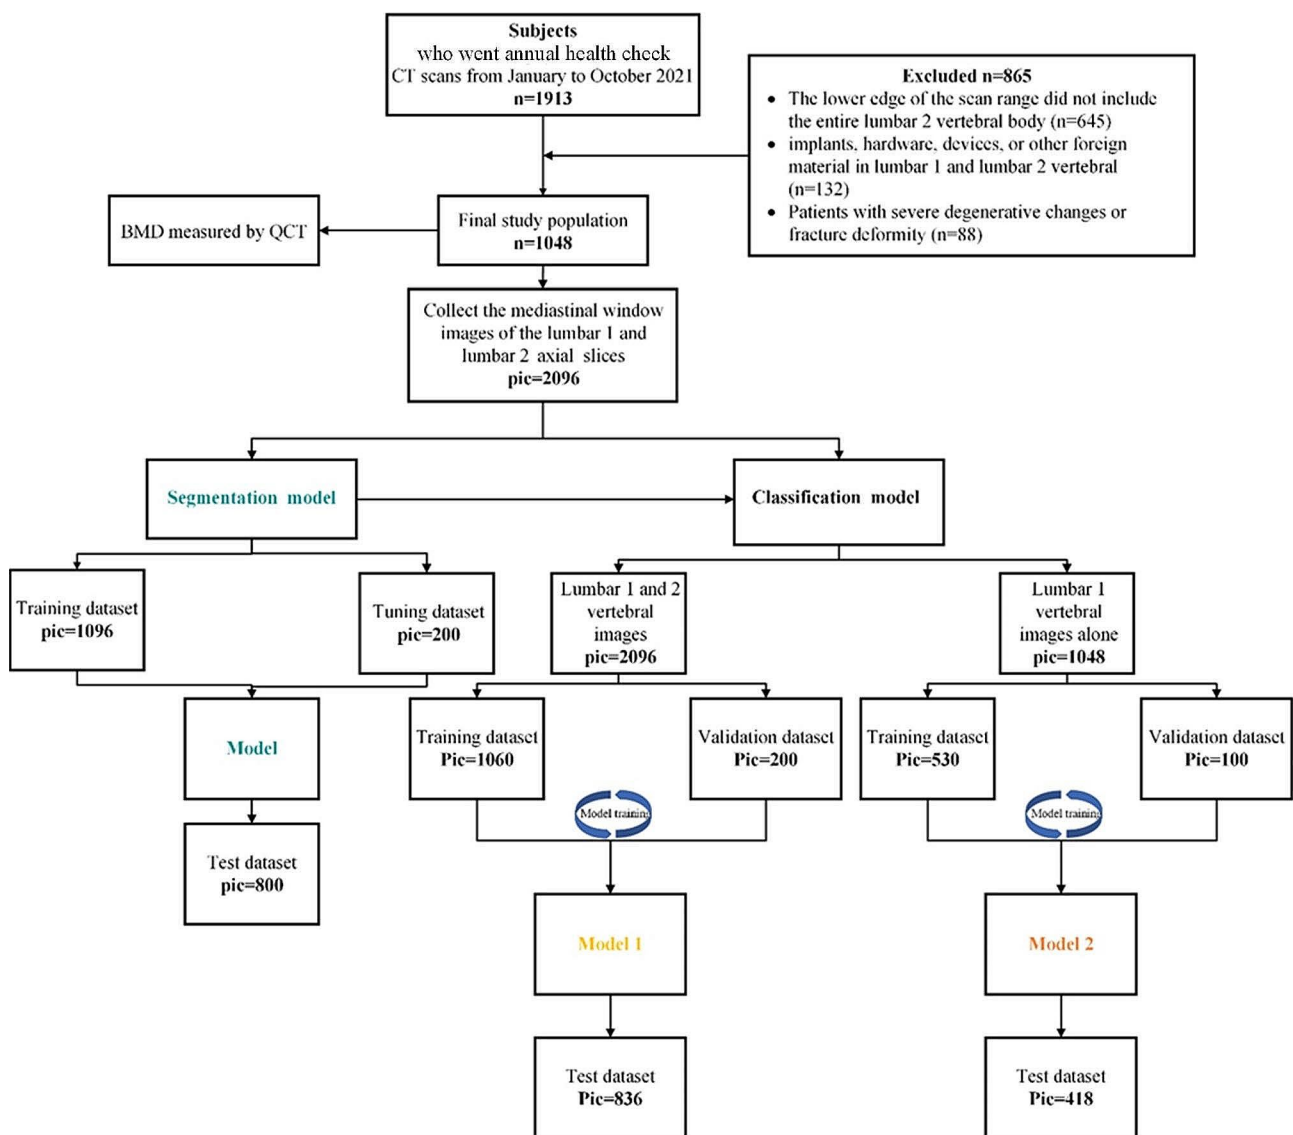 Subjects
who went annual health check
CT scans from January to October 2021
n=1913
Excluded n=865
• The lower edge of the scan range did not include
the entire lumbar 2 vertebral body (n=645)
• implants, hardware, devices, or other foreign
material in lumbar 1 and lumbar 2 vertebral
(n=132)
• Patients with severe degenerative changes or
fracture deformity (n=88)
BMD measured by QCT
Final study population
n=1048
Collect the mediastinal window
images of the lumbar 1 and
lumbar 2 axial slices
pic=2096
Segmentation model
Classification model
Training dataset
pic=1096
Tuning dataset
pic=200
Lumbar 1 and 2
vertebral
images
pic=2096
Lumbar 1
vertebral
images alone
pic=1048
Model
Training dataset
Pic=1060
Validation dataset
Pic=200
Training dataset
Pic=530
Validation dataset
Pic=100
Model training
Model training
Test dataset
pic=800
Model 1
Model 2
Test dataset
Pic=836
Test dataset
Pic=418